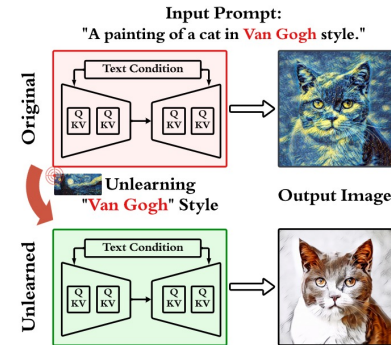 Input Prompt:
"A painting of a cat in Van Gogh style."
Original
Text Condition
Q
KV
Q
KV
Q
KV
Q
KV
Unlearning
"Van Gogh" Style
Output Image
Unlearned
Text Condition
Q
KV
Q
KV
Q
KV
Q
KV